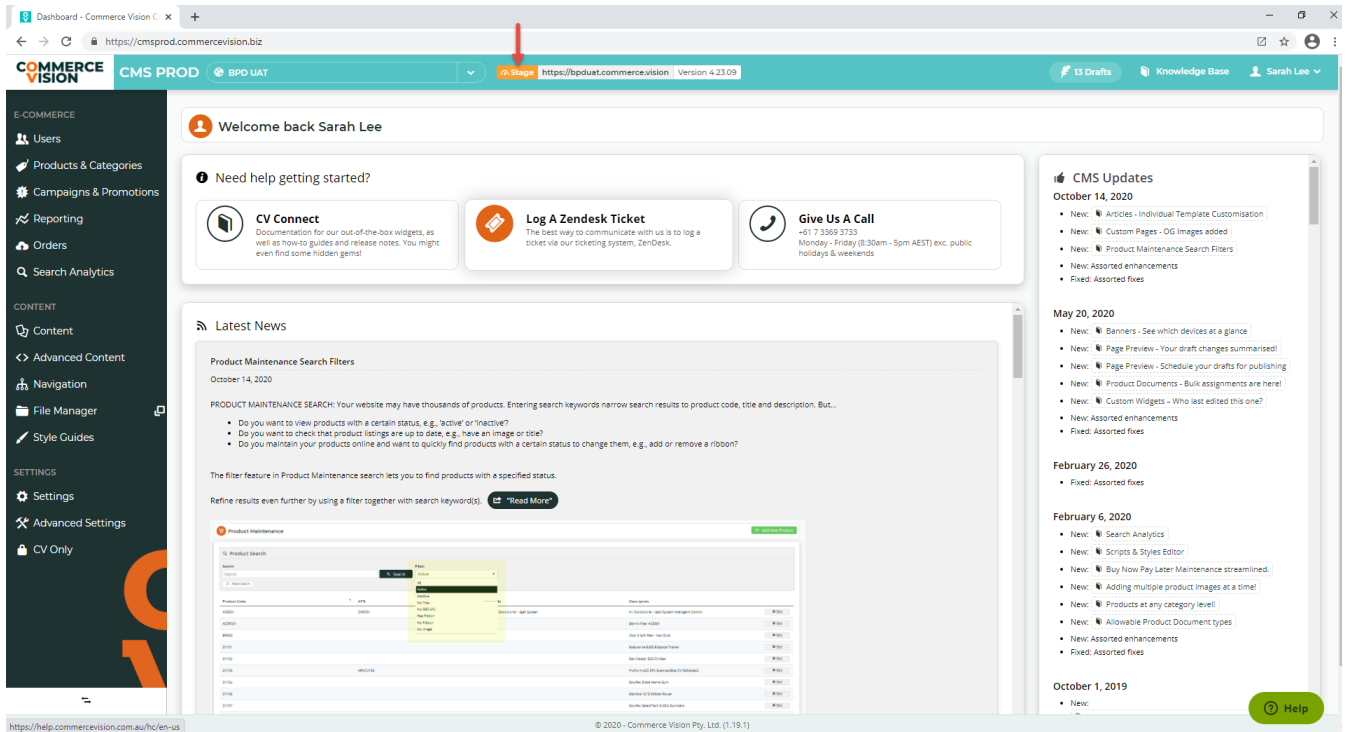 Dashboard - Commerce Vision C
https://cmsprod.commercevision.biz
COMMERCE VISION
CMS PROD
BPD UAT
Stage https://bpduat.commerce.vision Version 4.23.09
13 Drafts
Knowledge Base
Sarah Lee
E-COMMERCE
Users
Products & Categories
Campaigns & Promotions
Reporting
Orders
Search Analytics
CONTENT
Content
Advanced Content
Navigation
File Manager
Style Guides
SETTINGS
Settings
Advanced Settings
CV Only
Welcome back Sarah Lee
Need help getting started?
CV Connect
Documentation for our out-of-the-box widgets, as
well as how-to guides and release notes. You might
even find some hidden gems!
Log A Zendesk Ticket
The best way to communicate with us is to log a
ticket via our ticketing system, ZenDesk.
Give Us A Call
+61 7 3369 3733
Monday - Friday (8:30am - 5pm AEST) exc. public
holidays & weekends
Latest News
Product Maintenance Search Filters
October 14, 2020
PRODUCT MAINTENANCE SEARCH: Your website may have thousands of products. Entering search keywords narrow search results to product code, title and description. But...
Do you want to view products with a certain status, e.g., 'active' or 'inactive'?
Do you want to check that product listings are up to date, e.g., have an image or title?
Do you maintain your products online and want to quickly find products with a certain status to change them, e.g., add or remove a ribbon?
The filter feature in Product Maintenance search lets you to find products with a specified status.
Refine results even further by using a filter together with search keyword(s). "Read More"
Product Maintenance
Add New Product
Product Search
Search
Filter
Search
Product Code
Description
CMS Updates
October 14, 2020
New: Articles - Individual Template Customisation
New: Custom Pages - OG Images added
New: Product Maintenance Search Filters
New: Assorted enhancements
Fixed: Assorted fixes
May 20, 2020
New: Banners - See which devices at a glance
New: Page Preview - Your draft changes summarised!
New: Page Preview - Schedule your drafts for publishing
New: Product Documents - Bulk assignments are here!
New: Custom Widgets – Who last edited this one?
New: Assorted enhancements
Fixed: Assorted fixes
February 26, 2020
Fixed: Assorted fixes
February 6, 2020
New: Search Analytics
New: Scripts & Styles Editor
New: Buy Now Pay Later Maintenance streamlined.
New: Adding multiple product images at a time!
New: Products at any category level!
New: Allowable Product Document types
New: Assorted enhancements
Fixed: Assorted fixes
October 1, 2019
New:
Help
https://help.commercevision.com.au/hc/en-us
© 2020 - Commerce Vision Pty. Ltd. (1.19.1)